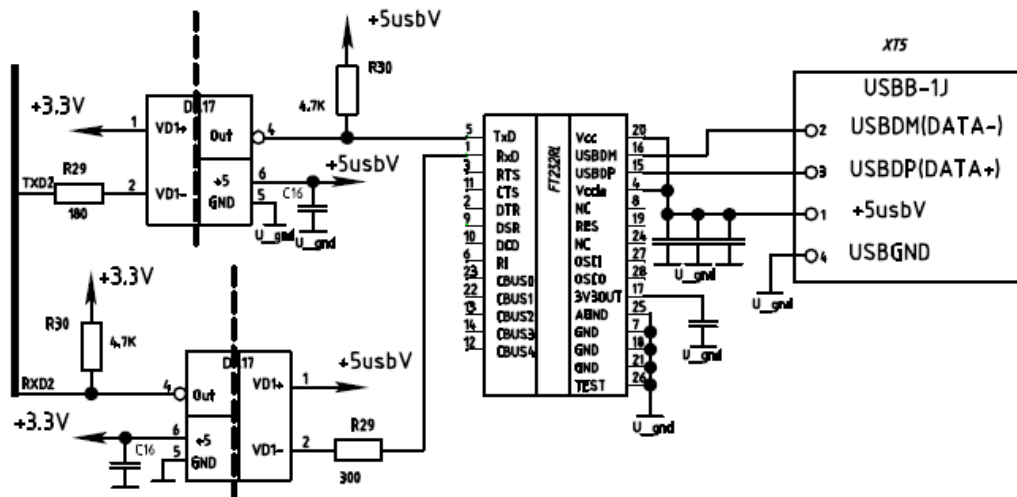 +5usbV
R30
4.7K
+3.3V
1
VD1+
Out
4
R29
TXD2
2
VD1-
180
+5
GND
6
5
C16
+5usbV
U_gnd
U_gnd
+3.3V
R30
4.7K
RXD2
4
Out
VD1+
1
+5usbV
+3.3V
6
+5
C16
5
GND
VD1-
2
R29
300
FT232RL
5 TxD
1 RxD
3 RTS
11 CTS
2 DTR
9 DSR
10 DCD
6 RI
23 CBUS0
22 CBUS1
13 CBUS2
14 CBUS3
12 CBUS4
Vcc 20
USBDM 16
USBDP 15
VccIo 4
NC 8
RES 19
NC 24
OSCI 27
OSCO 28
3V3OUT 17
AGND 25
GND 7
GND 18
GND 21
TEST 26
U_gnd
U_gnd
U_gnd
U_gnd
XT5
USBB-1J
2 USBDM(DATA-)
3 USBDP(DATA+)
1 +5usbV
4 USBGND